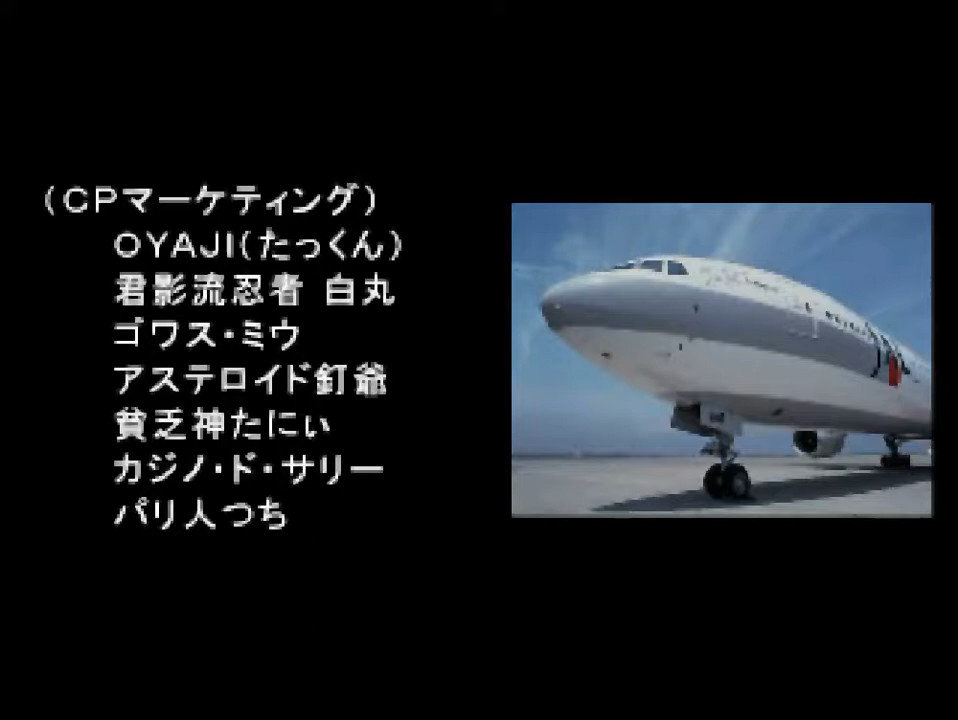 （CPマーケティング）
OYAJI(たっくん)
君影流忍者 白丸
ゴワス・ミウ
アステロイド釘爺
貧乏神たにぃ
カジノ・ド・サリー
パリ人つち